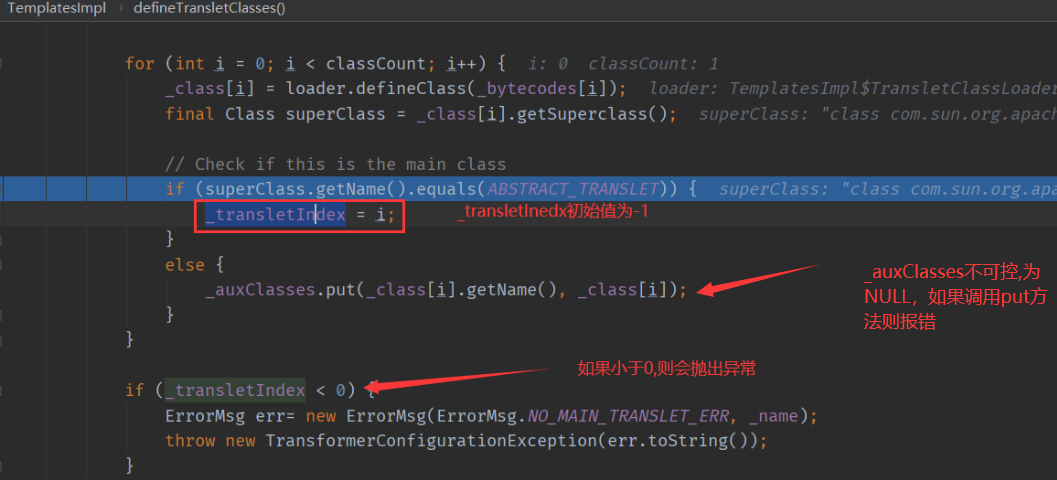 TemplatesImpl › defineTransletClasses()
for (int i = 0; i < classCount; i++) { i: 0 classCount: 1
_class[i] = loader.defineClass(_bytecodes[i]); loader: TemplatesImpl$TransletClassLoader
final Class superClass = _class[i].getSuperclass(); superClass: "class com.sun.org.apach
// Check if this is the main class
if (superClass.getName().equals(ABSTRACT_TRANSLET)) { superClass: "class com.sun.org.apa
_transletIndex = i; _transletInedx初始值为-1
}
else {
_auxClasses.put(_class[i].getName(), _class[i]);
_auxClasses不可控,为
NULL，如果调用put方
法则报错
}
}
如果小于0,则会抛出异常
if (_transletIndex < 0) {
ErrorMsg err= new ErrorMsg(ErrorMsg.NO_MAIN_TRANSLET_ERR, _name);
throw new TransformerConfigurationException(err.toString());
}